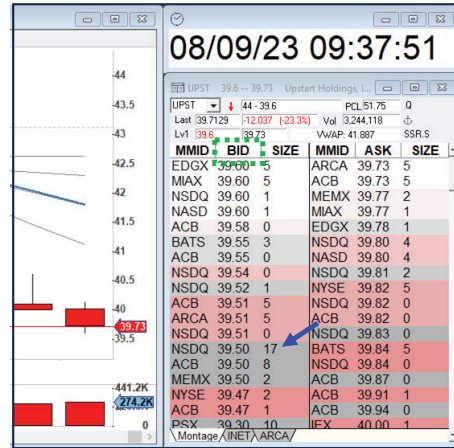 08/09/23 09:37:51
44
43.5
43
42.5
42
41.5
41
40.5
40
39.73
39.5
441.2K
274.2K
0
UPST 39.6 -- 39.73 Upstart Holdings, I...
UPST 44 - 39.6 PCL 51.75 Q
Last 39.7129 -12.037 (-23.3%) Vol 3,244,118
Lv1 39.6 39.73 VWAP: 41.887 SSR.S
MMID BID SIZE MMID ASK SIZE
EDGX 39.60 5 ARCA 39.73 5
MIAX 39.60 5 ACB 39.73 5
NSDQ 39.60 1 MEMX 39.77 2
NASD 39.60 1 MIAX 39.77 1
ACB 39.58 0 EDGX 39.78 1
BATS 39.55 3 NSDQ 39.80 4
ACB 39.55 0 NASD 39.80 4
NSDQ 39.54 0 NSDQ 39.81 2
NSDQ 39.52 1 NYSE 39.82 5
ACB 39.51 5 NSDQ 39.82 0
ARCA 39.51 5 ACB 39.82 0
NSDQ 39.51 0 NSDQ 39.83 0
NSDQ 39.50 17 BATS 39.84 5
ACB 39.50 8 NSDQ 39.84 0
MEMX 39.50 2 ACB 39.87 0
NYSE 39.47 2 ACB 39.91 1
ACB 39.47 1 ACB 39.94 0
PSX 39.30 10 IEX 40.00 1
Montage INET ARCA